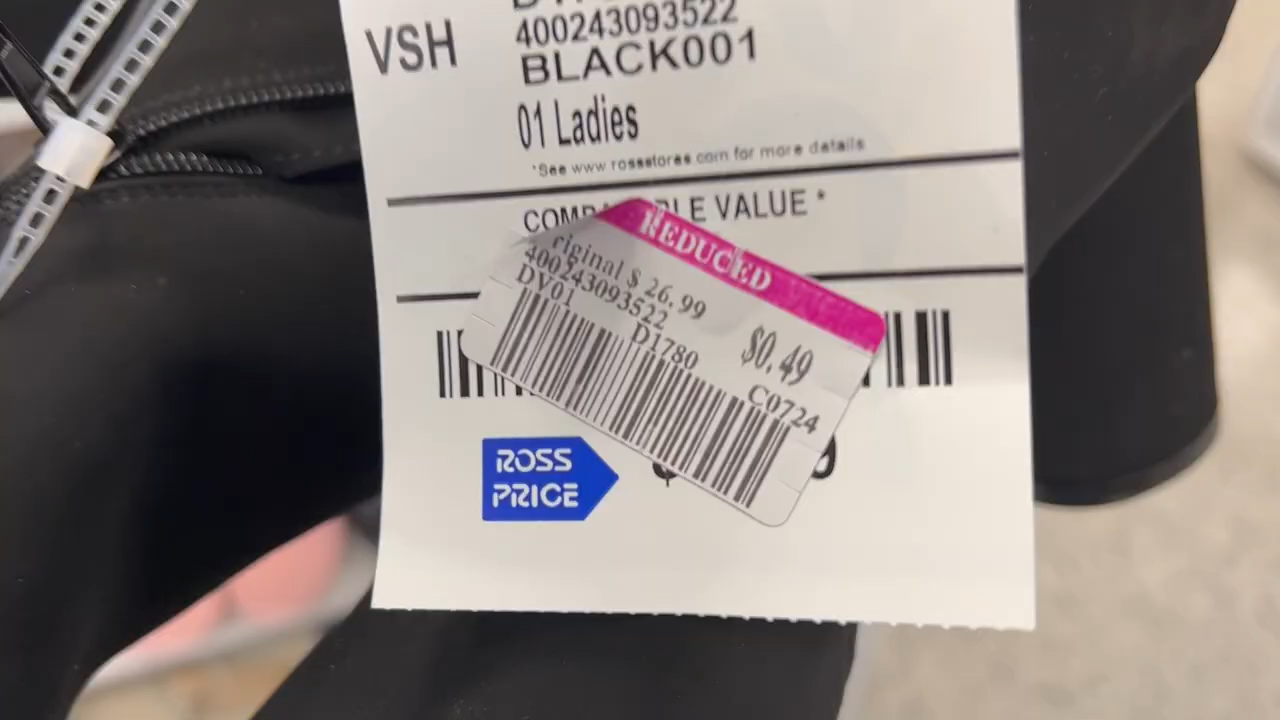 VSH
400243093522
BLACK001
01 Ladies
*See www.rossstores.com for more details
VALUE *
REDUCED
riginal $ 26.99
400243093522
DV01
D1780
$0.49
C0724
ROSS
PRICE
$